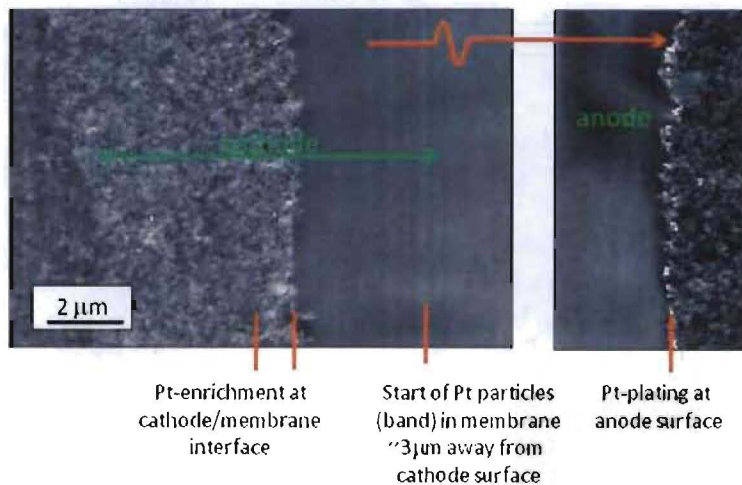 anode
2 μm
Pt-enrichment at
cathode/membrane
interface
Start of Pt particles
(band) in membrane
~3μm away from
cathode surface
Pt-plating at
anode surface